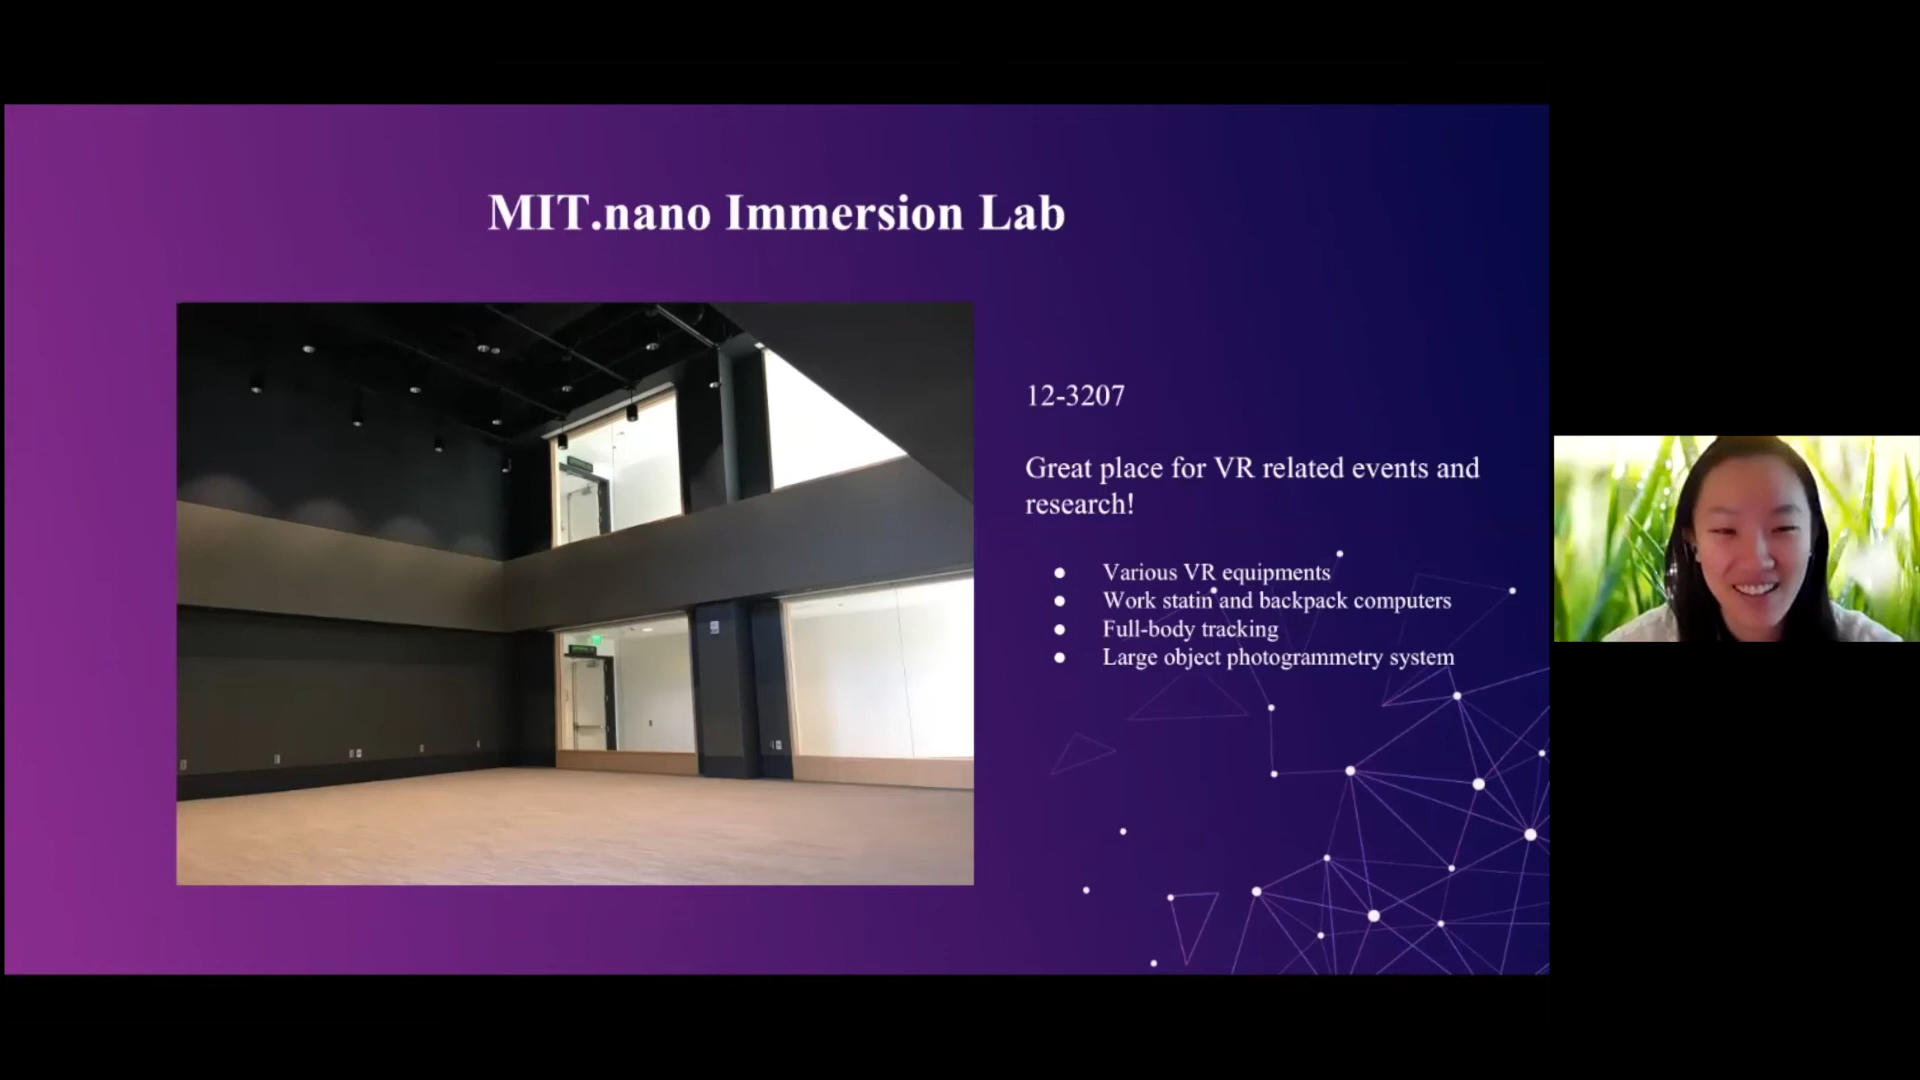 MIT.nano Immersion Lab
12-3207
Great place for VR related events and
research!
● Various VR equipments
● Work statin and backpack computers
● Full-body tracking
● Large object photogrammetry system